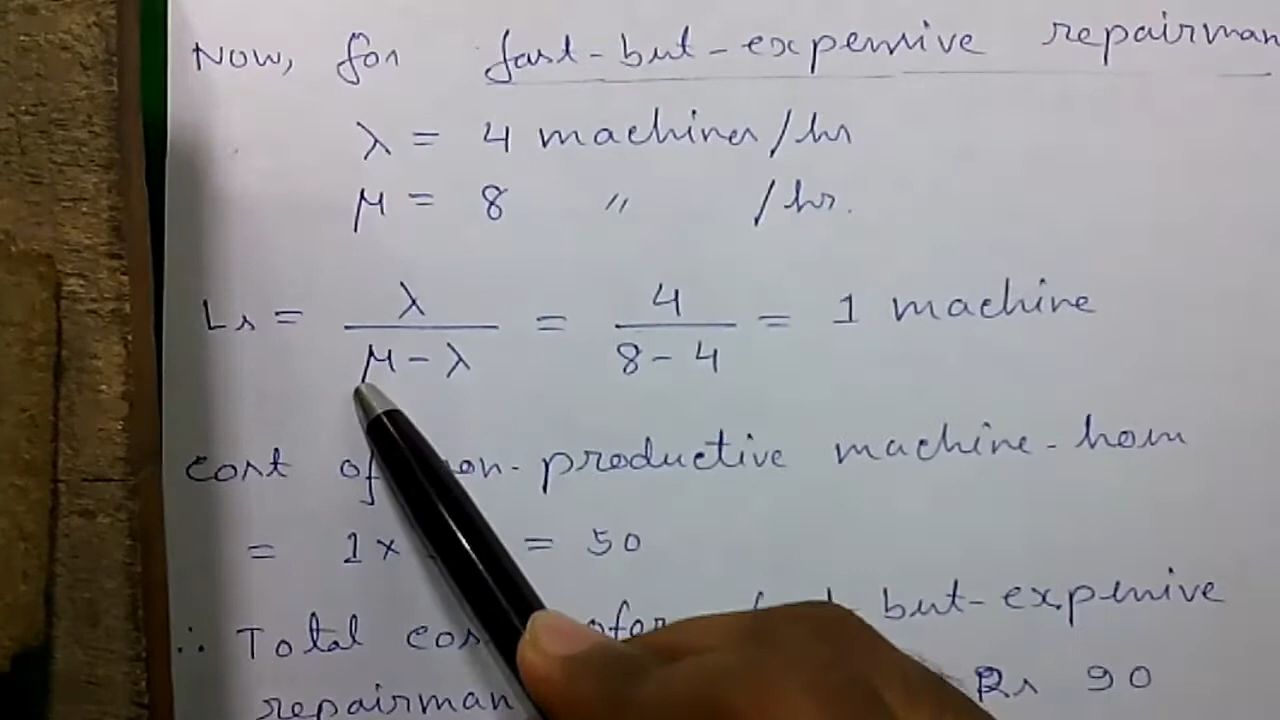 Now, for fast-but-expensive repairman
λ = 4 machines/hr
μ = 8 " /hr.
Ls = λ / μ - λ = 4 / 8 - 4 = 1 machine
cost of non-productive machine-hour
= 1 × = 50
∴ Total but-expensive
repairman Rs 90